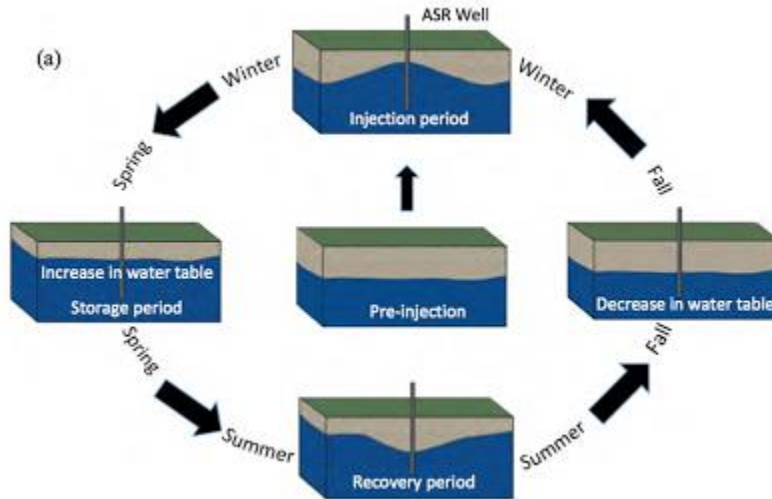 ASR Well
(a)
Winter
Winter
Injection period
Spring
Fall
Increase in water table
Storage period
Pre-injection
Decrease in water table
Spring
Fall
Summer
Summer
Recovery period